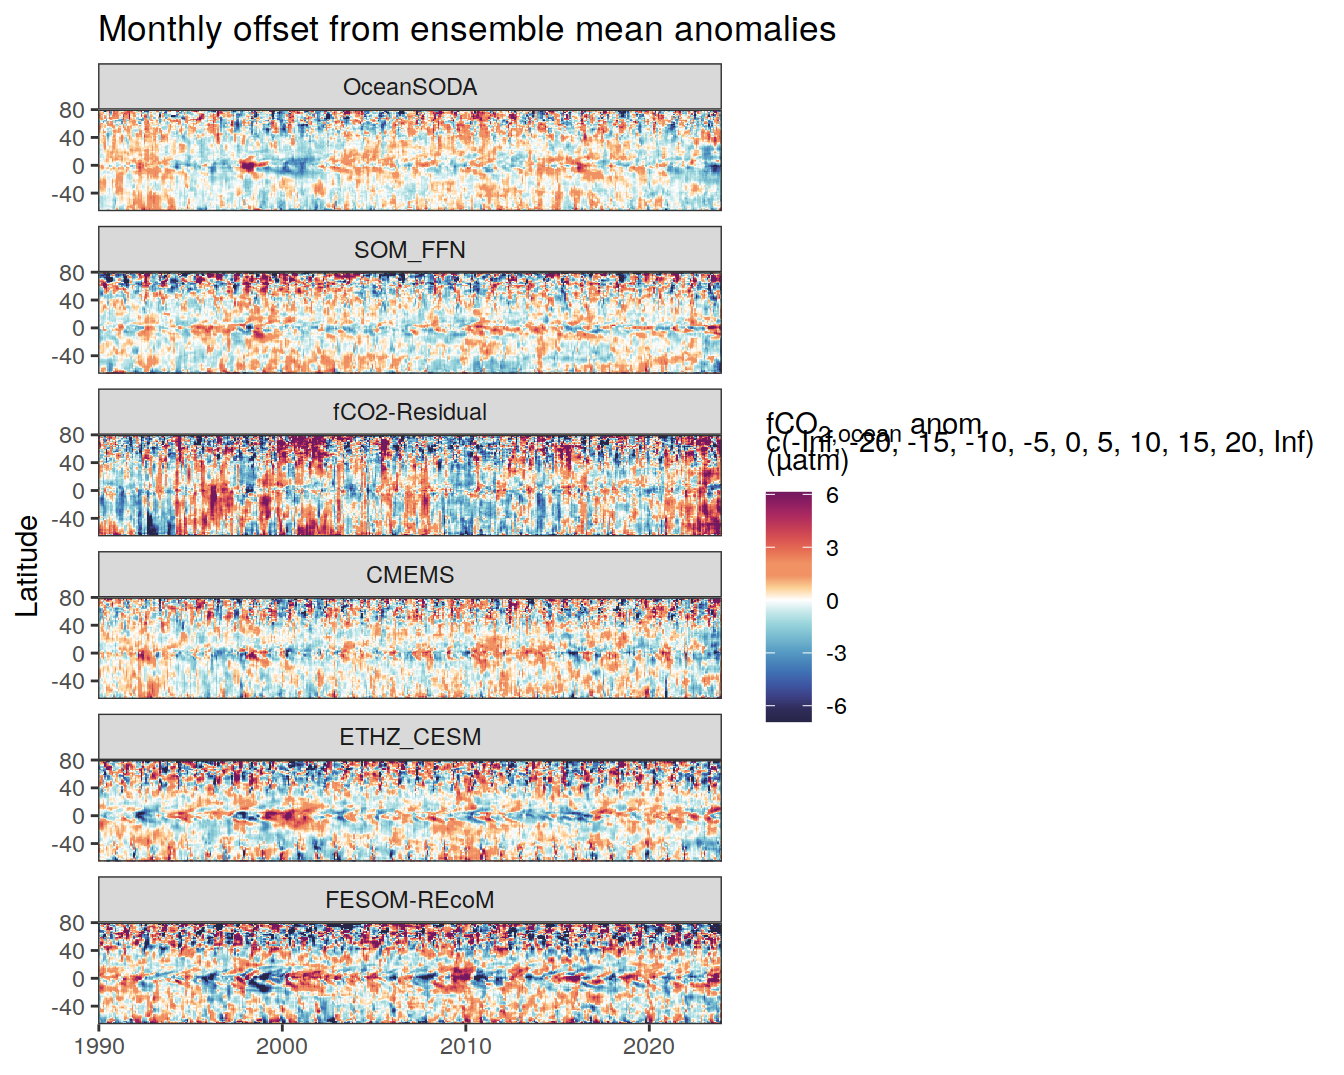 Monthly offset from ensemble mean anomalies
OceanSODA
80
40
0
-40
SOM_FFN
80
40
0
-40
fCO2-Residual
80
40
0
-40
CMEMS
80
40
0
-40
ETHZ_CESM
80
40
0
-40
FESOM-REcoM
80
40
0
-40
1990 2000 2010 2020
Latitude
fCO2,ocean anom.
c(-Inf, -20, -15, -10, -5, 0, 5, 10, 15, 20, Inf)
(µatm)
6
3
0
-3
-6